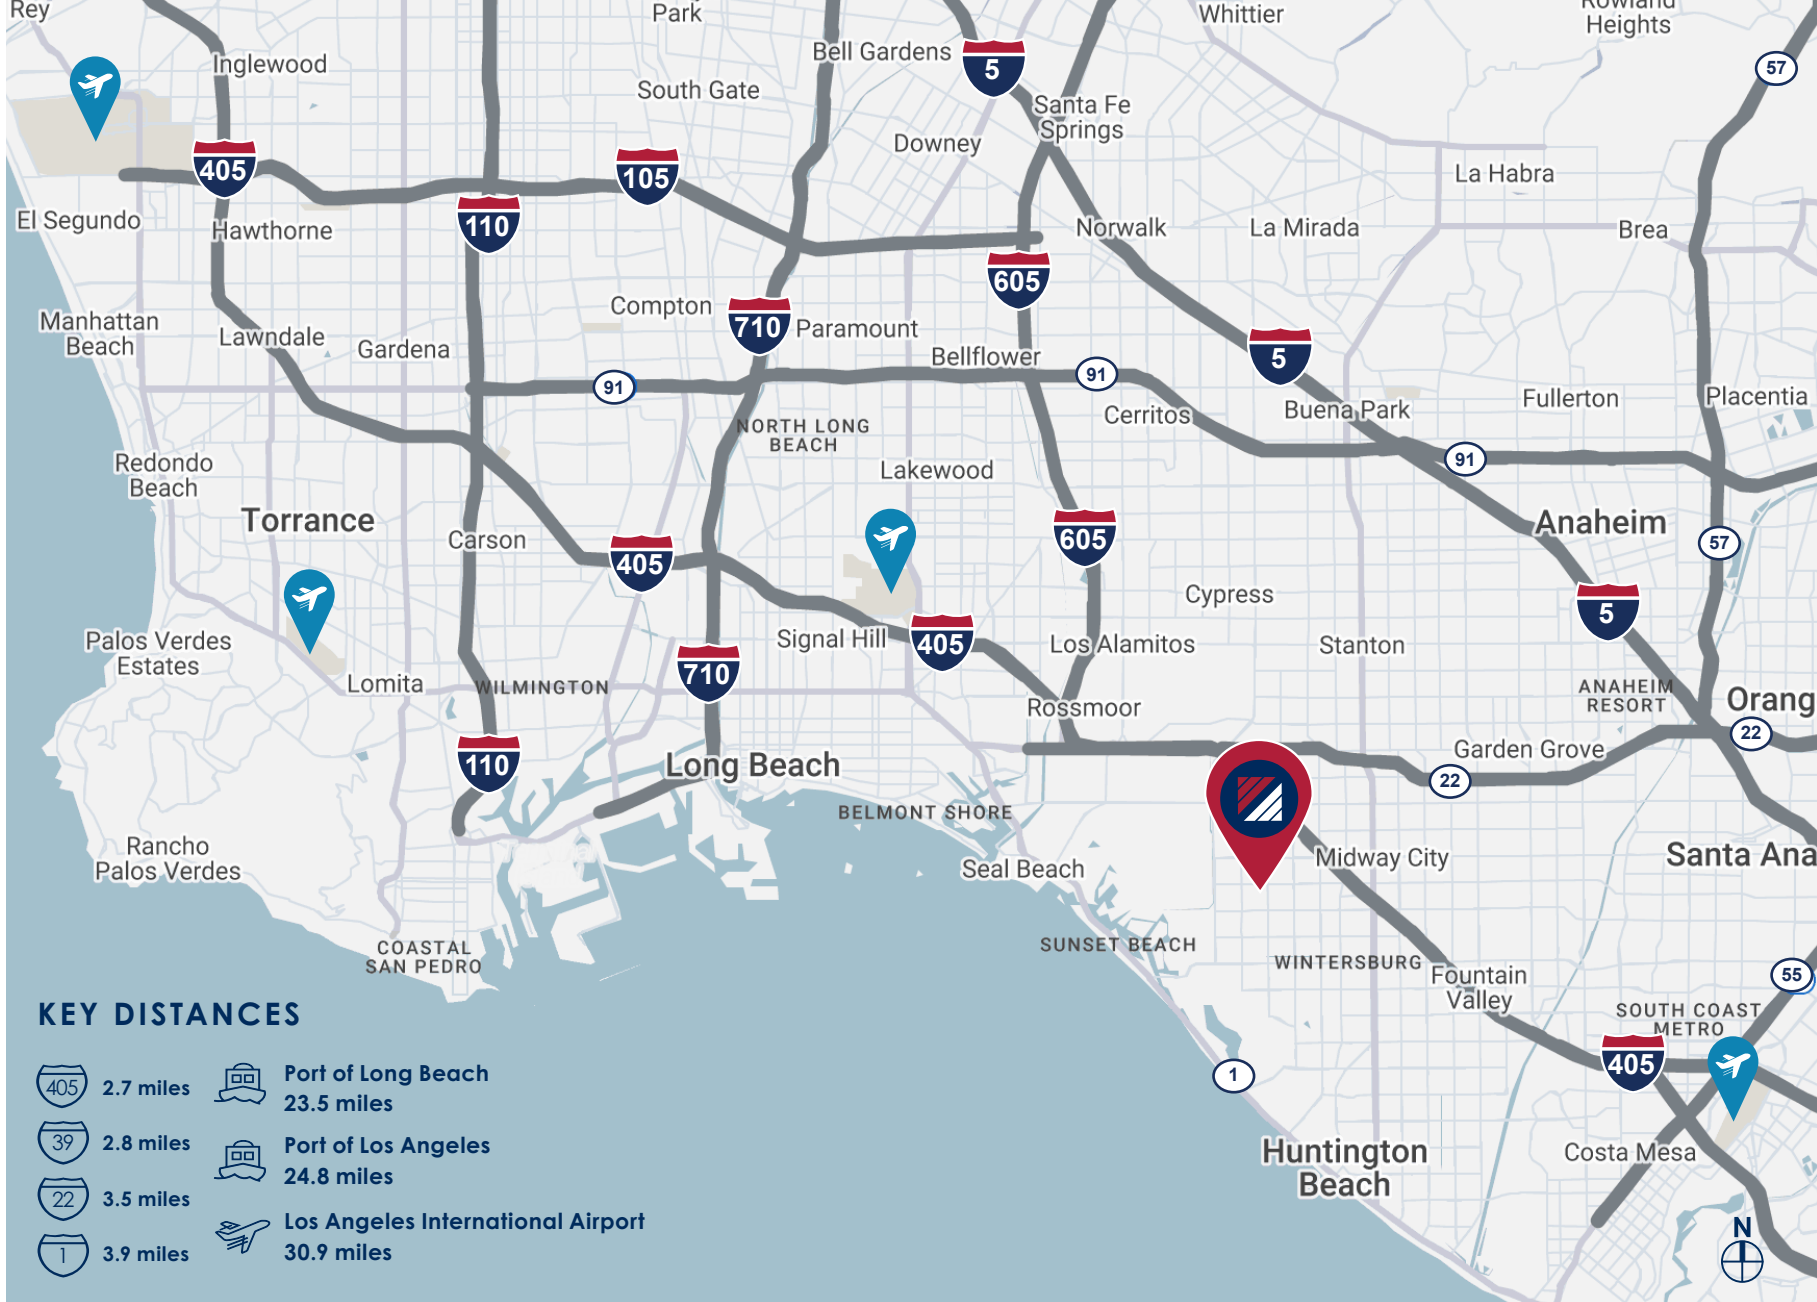 Rey
Park
Whittier
Rowland
Heights
Inglewood
Bell Gardens
5
57
South Gate
Santa Fe
Springs
Downey
405
105
La Habra
El Segundo
Hawthorne
110
Norwalk
La Mirada
Brea
605
Compton
710
Paramount
Manhattan
Beach
Lawndale
Gardena
Bellflower
5
91
91
Cerritos
Buena Park
Fullerton
Placentia
NORTH LONG
BEACH
91
Redondo
Beach
Lakewood
Torrance
Carson
605
Anaheim
57
405
Cypress
5
Palos Verdes
Estates
Signal Hill
405
Los Alamitos
Stanton
Lomita
WILMINGTON
710
Rossmoor
ANAHEIM
RESORT
Orang
22
110
Long Beach
Garden Grove
22
BELMONT SHORE
Rancho
Palos Verdes
Seal Beach
Midway City
Santa Ana
COASTAL
SAN PEDRO
SUNSET BEACH
WINTERSBURG
Fountain
Valley
55
SOUTH COAST
METRO
405
1
Huntington
Beach
Costa Mesa
N
KEY DISTANCES
405 2.7 miles
39 2.8 miles
22 3.5 miles
1 3.9 miles
Port of Long Beach
23.5 miles
Port of Los Angeles
24.8 miles
Los Angeles International Airport
30.9 miles